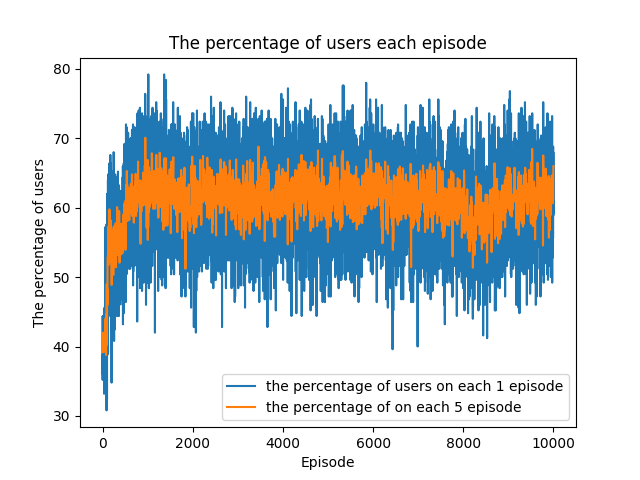 The percentage of users each episode
The percentage of users
80
70
60
50
40
30
the percentage of users on each 1 episode
the percentage of on each 5 episode
0 2000 4000 6000 8000 10000
Episode